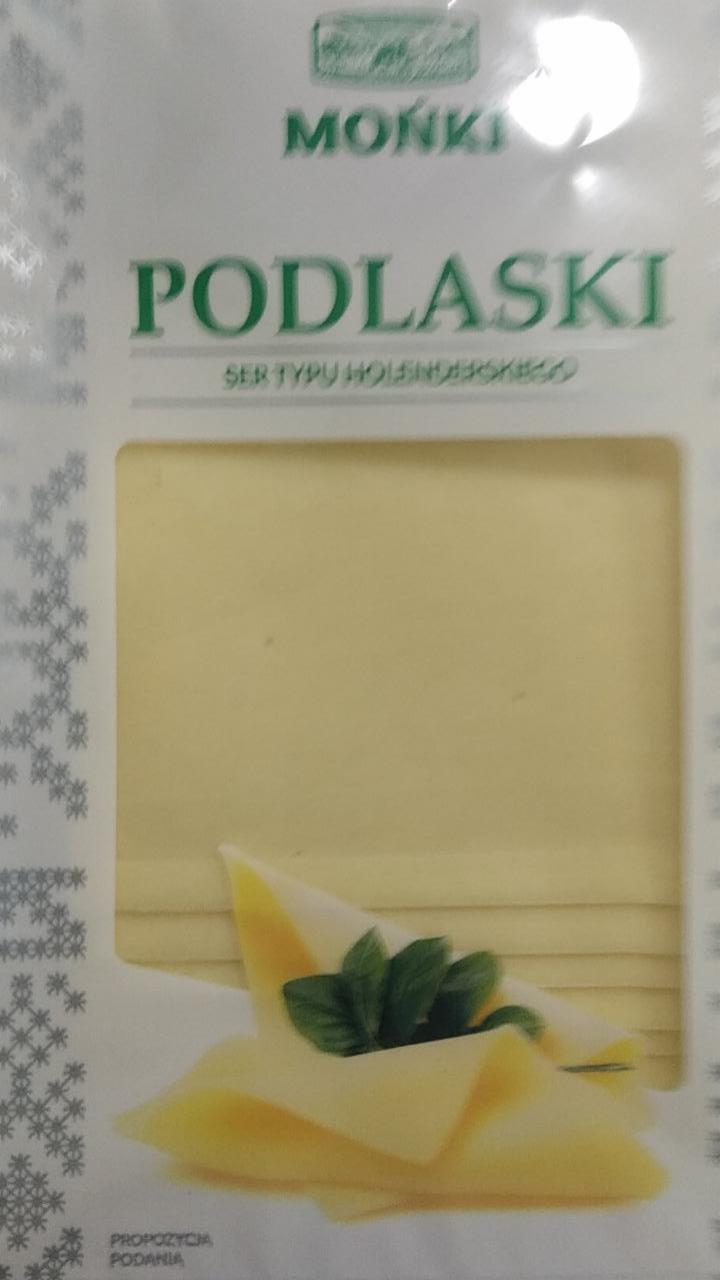 MOŃKI
PODLASKI
SER TYPU HOLENDERSKIEGO
PROPOZYCJA
PODANIA